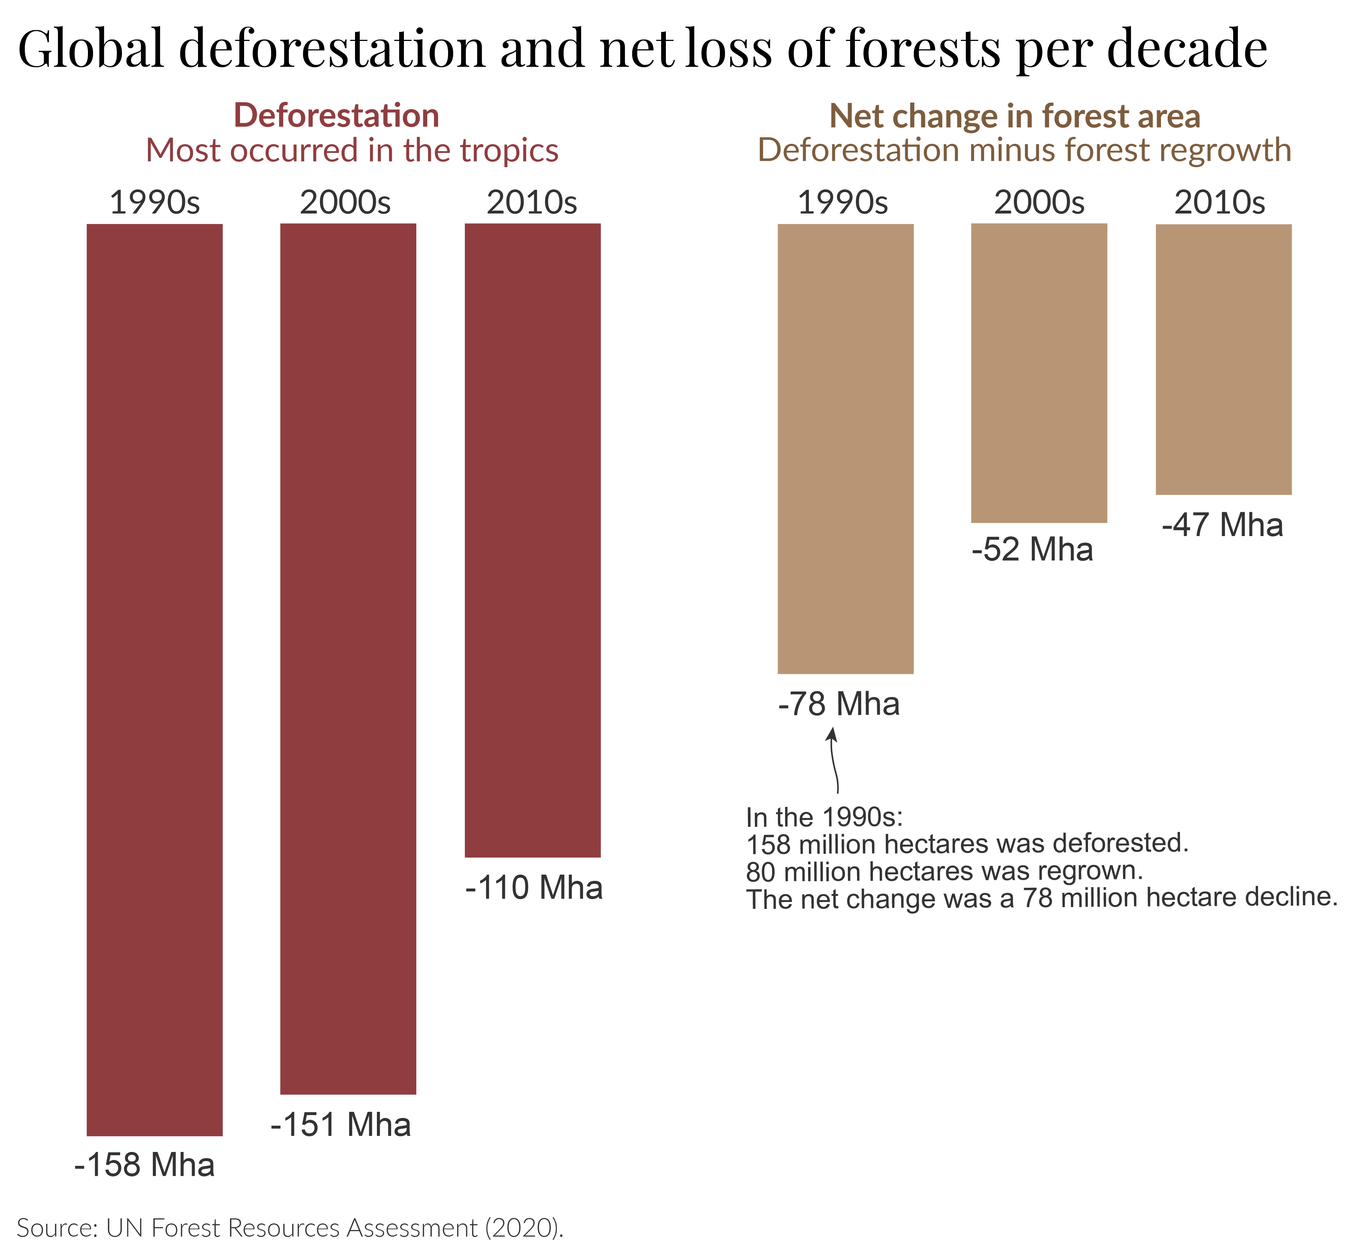 Global deforestation and net loss of forests per decade
Deforestation
Most occurred in the tropics
1990s
2000s
2010s
-158 Mha
-151 Mha
-110 Mha
Net change in forest area
Deforestation minus forest regrowth
1990s
2000s
2010s
-78 Mha
-52 Mha
-47 Mha
In the 1990s:
158 million hectares was deforested.
80 million hectares was regrown.
The net change was a 78 million hectare decline.
Source: UN Forest Resources Assessment (2020).